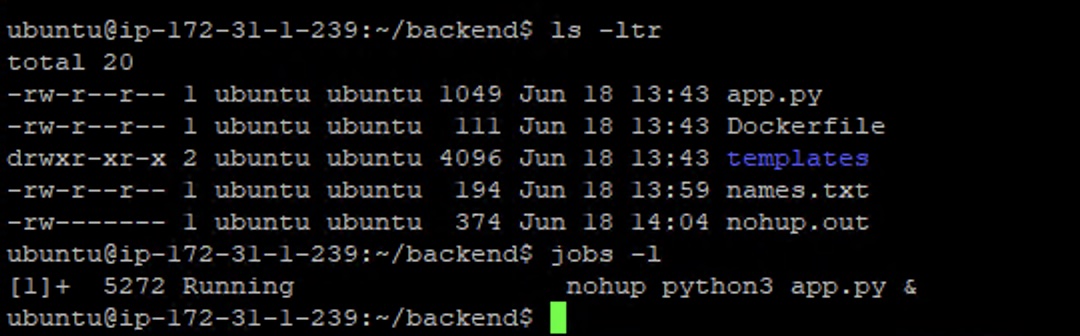 ubuntu@ip-172-31-1-239:~/backend$ ls -ltr
total 20
-rw-r--r-- 1 ubuntu ubuntu 1049 Jun 18 13:43 app.py
-rw-r--r-- 1 ubuntu ubuntu  111 Jun 18 13:43 Dockerfile
drwxr-xr-x 2 ubuntu ubuntu 4096 Jun 18 13:43 templates
-rw-r--r-- 1 ubuntu ubuntu  194 Jun 18 13:59 names.txt
-rw------- 1 ubuntu ubuntu  374 Jun 18 14:04 nohup.out
ubuntu@ip-172-31-1-239:~/backend$ jobs -l
[1]+  5272 Running                 nohup python3 app.py &
ubuntu@ip-172-31-1-239:~/backend$